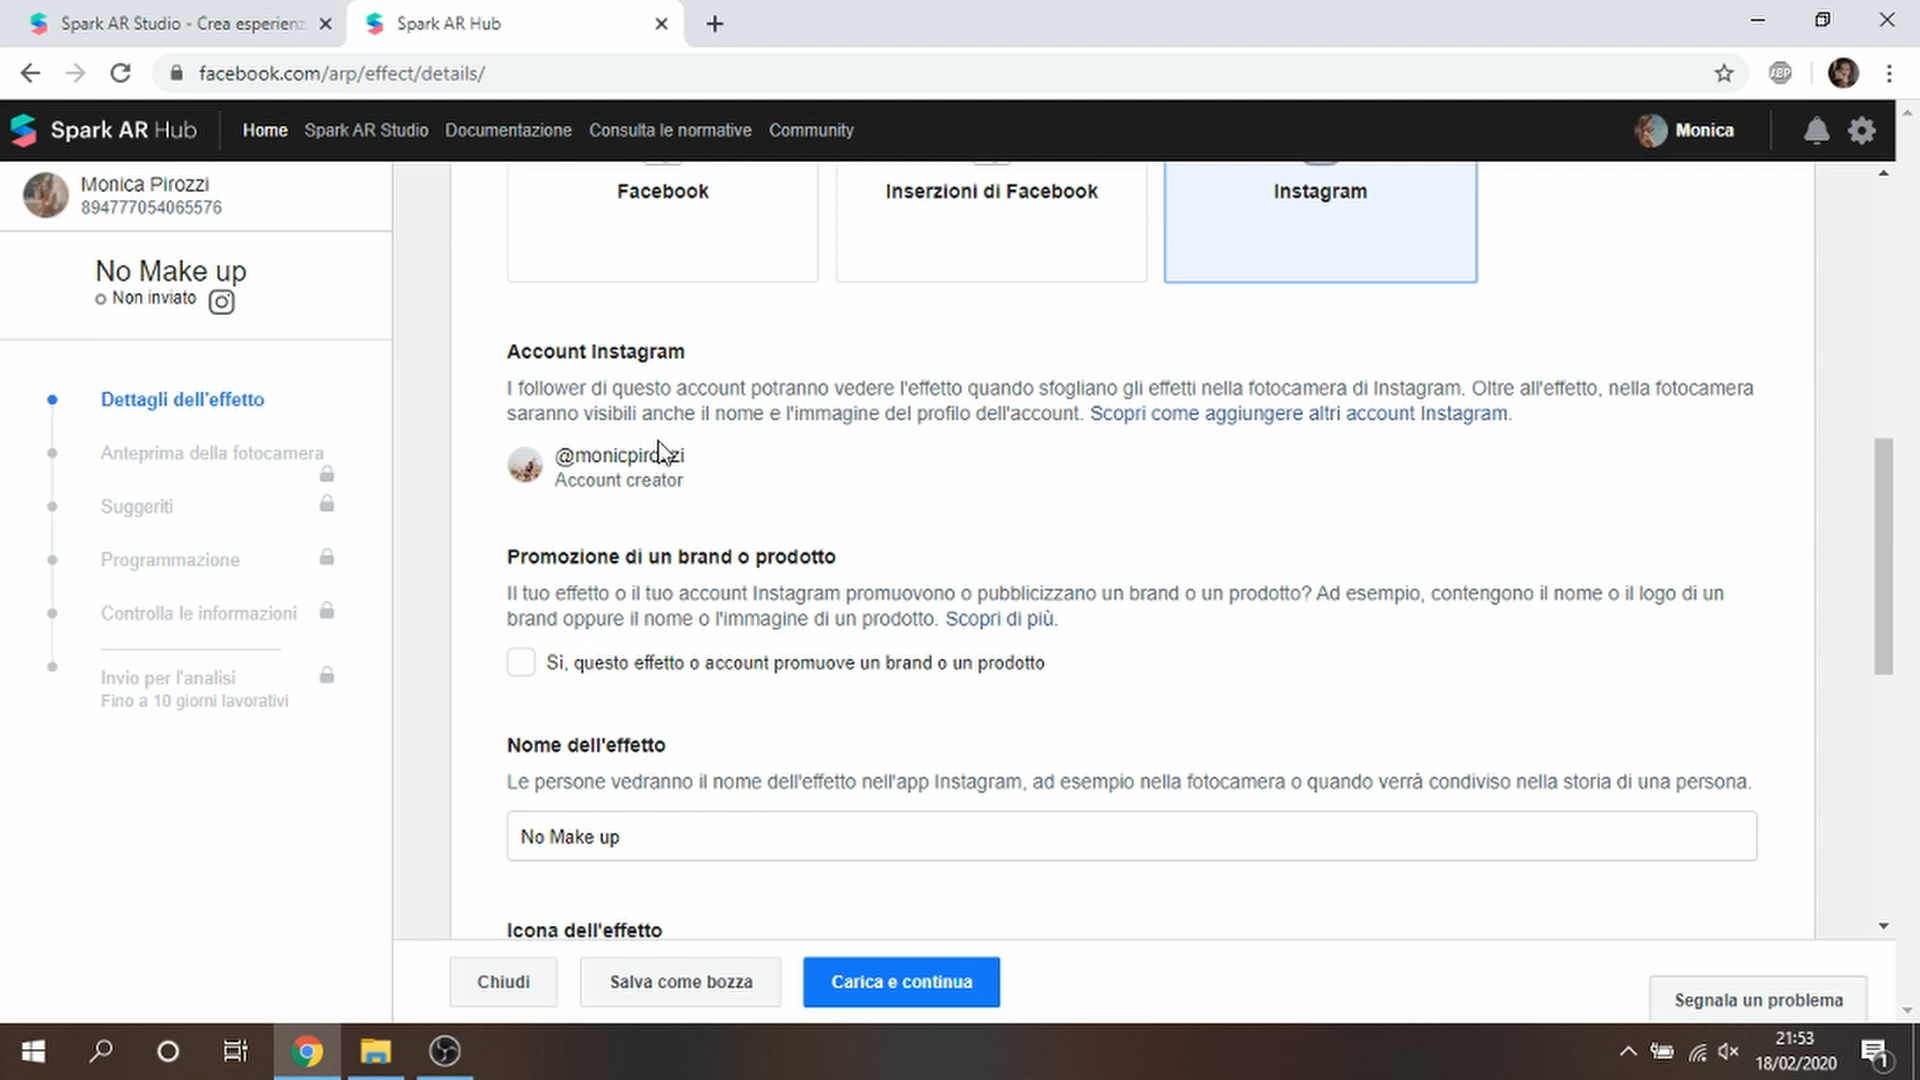 Spark AR Studio - Crea esperienz
Spark AR Hub
facebook.com/arp/effect/details/
ABP
Spark AR Hub
Home
Spark AR Studio
Documentazione
Consulta le normative
Community
Monica
Monica Pirozzi
894777054065576
No Make up
Non inviato
Dettagli dell'effetto
Anteprima della fotocamera
Suggeriti
Programmazione
Controlla le informazioni
Invio per l'analisi
Fino a 10 giorni lavorativi
Facebook
Inserzioni di Facebook
Instagram
Account Instagram
I follower di questo account potranno vedere l'effetto quando sfogliano gli effetti nella fotocamera di Instagram. Oltre all'effetto, nella fotocamera
saranno visibili anche il nome e l'immagine del profilo dell'account. Scopri come aggiungere altri account Instagram.
@monicpirozzi
Account creator
Promozione di un brand o prodotto
Il tuo effetto o il tuo account Instagram promuovono o pubblicizzano un brand o un prodotto? Ad esempio, contengono il nome o il logo di un
brand oppure il nome o l'immagine di un prodotto. Scopri di più.
Sì, questo effetto o account promuove un brand o un prodotto
Nome dell'effetto
Le persone vedranno il nome dell'effetto nell'app Instagram, ad esempio nella fotocamera o quando verrà condiviso nella storia di una persona.
No Make up
Icona dell'effetto
Chiudi
Salva come bozza
Carica e continua
Segnala un problema
21:53
18/02/2020
1